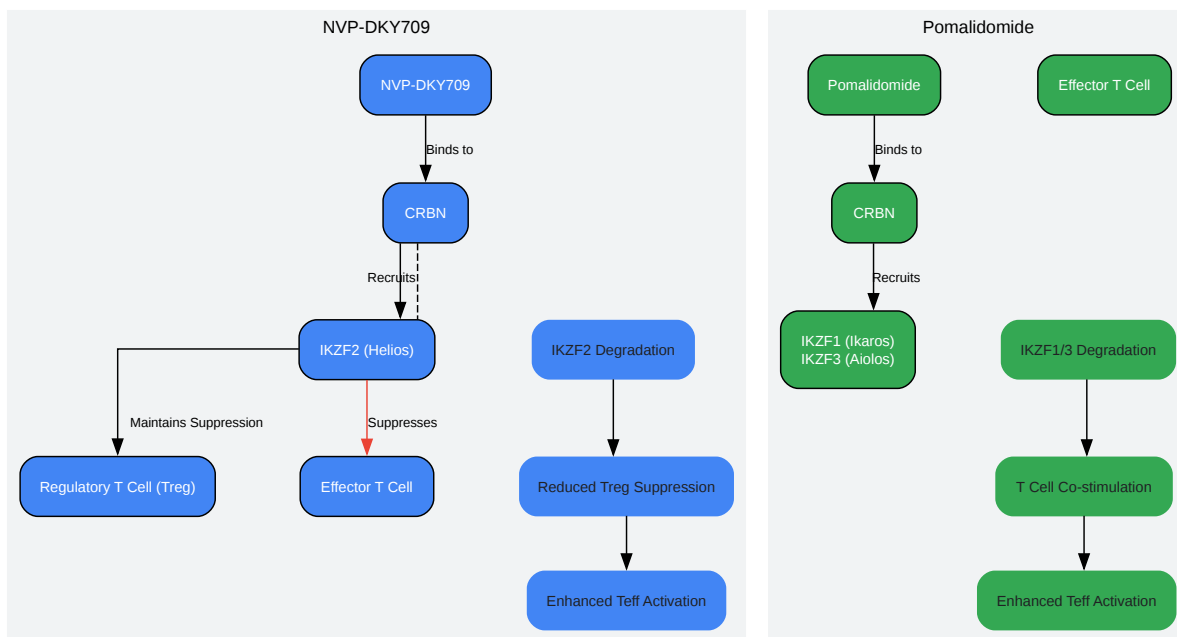 NVP-DKY709
NVP-DKY709
Binds to
CRBN
Recruits
IKZF2 (Helios)
IKZF2 Degradation
Maintains Suppression
Suppresses
Regulatory T Cell (Treg)
Effector T Cell
Reduced Treg Suppression
Enhanced Teff Activation
Pomalidomide
Pomalidomide
Effector T Cell
Binds to
CRBN
Recruits
IKZF1 (Ikaros)
IKZF3 (Aiolos)
IKZF1/3 Degradation
T Cell Co-stimulation
Enhanced Teff Activation